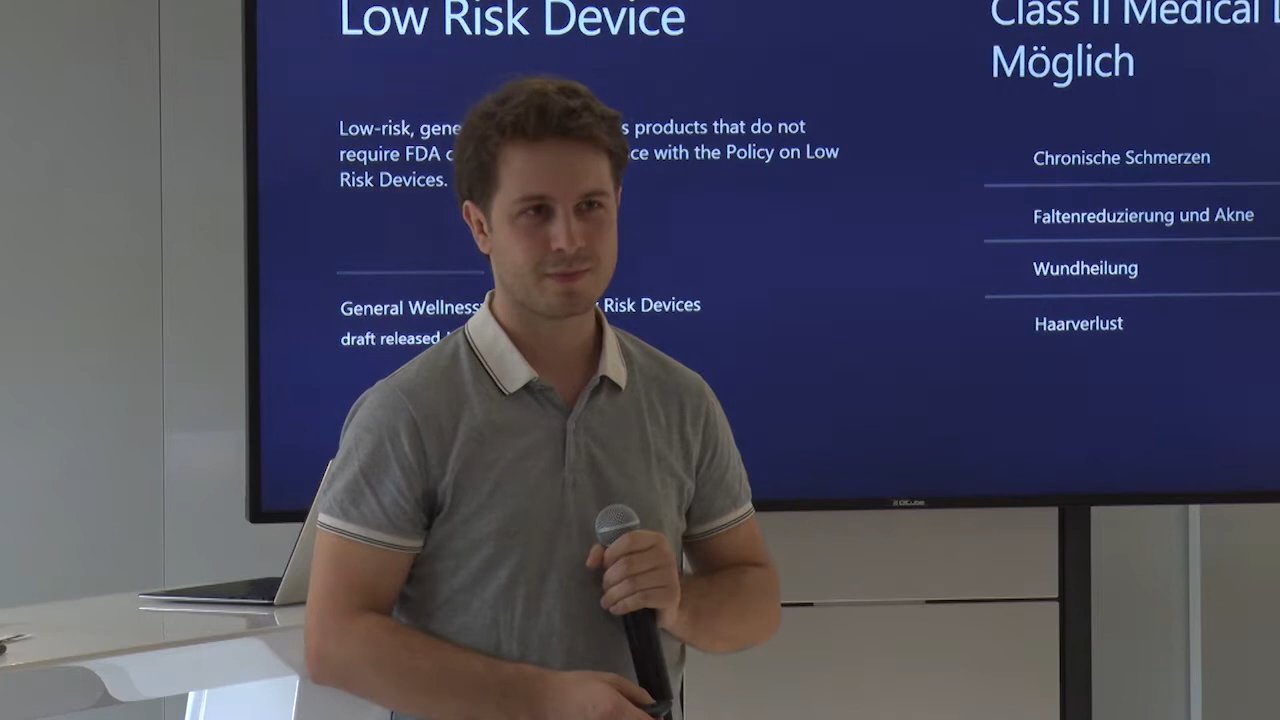 Low Risk Device
Low-risk, gene s products that do not
require FDA ce with the Policy on Low
Risk Devices.
General Wellness Risk Devices
draft released
Class II Medical
Möglich
Chronische Schmerzen
Faltenreduzierung und Akne
Wundheilung
Haarverlust